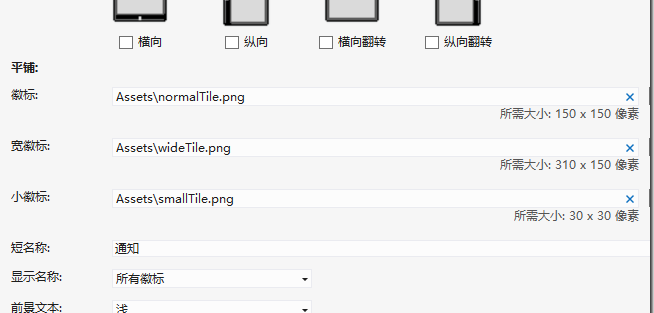 横向 纵向 横向翻转 纵向翻转
平铺:
徽标: Assets\normalTile.png
所需大小: 150 x 150 像素
宽徽标: Assets\wideTile.png
所需大小: 310 x 150 像素
小徽标: Assets\smallTile.png
所需大小: 30 x 30 像素
短名称: 通知
显示名称: 所有徽标
前景文本: 浅